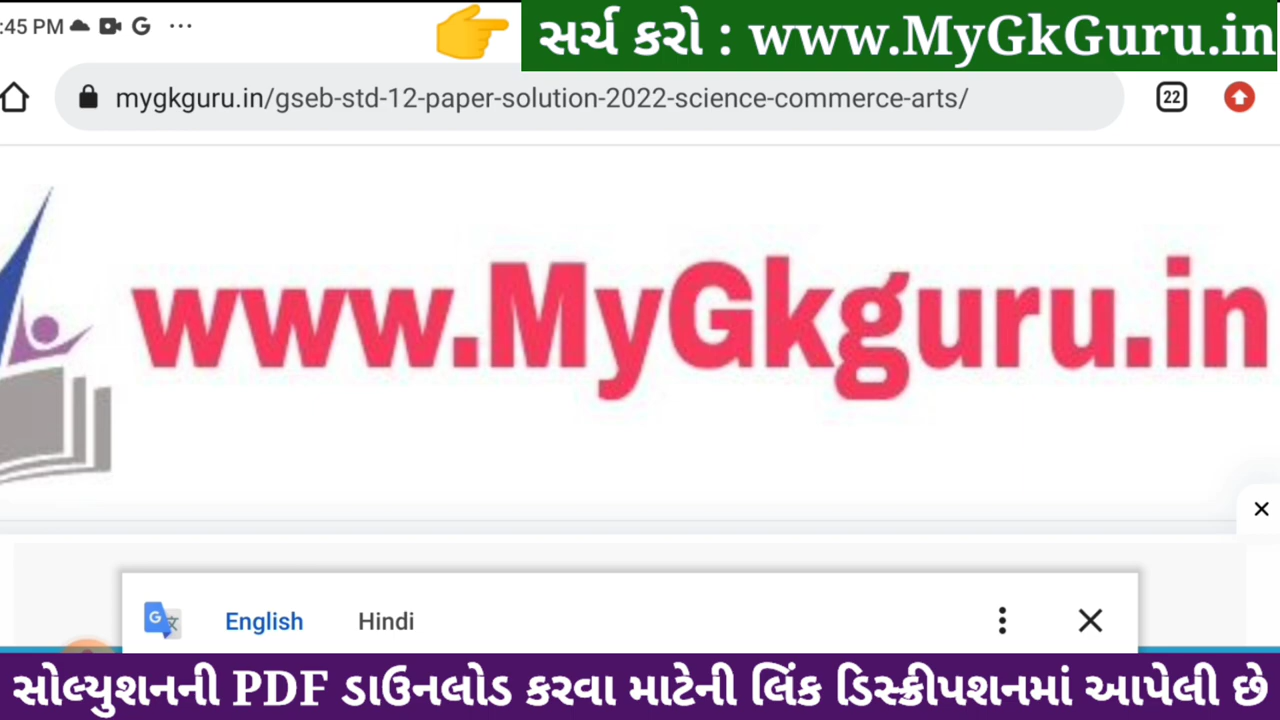 :45 PM G ...
સર્ચ કરો : www.MyGkGuru.in
mygkguru.in/gseb-std-12-paper-solution-2022-science-commerce-arts/
22
www.MyGkguru.in
English Hindi
સોલ્યુશનની PDF ડાઉનલોડ કરવા માટેની લિંક ડિસ્ક્રીપશનમાં આપેલી છે